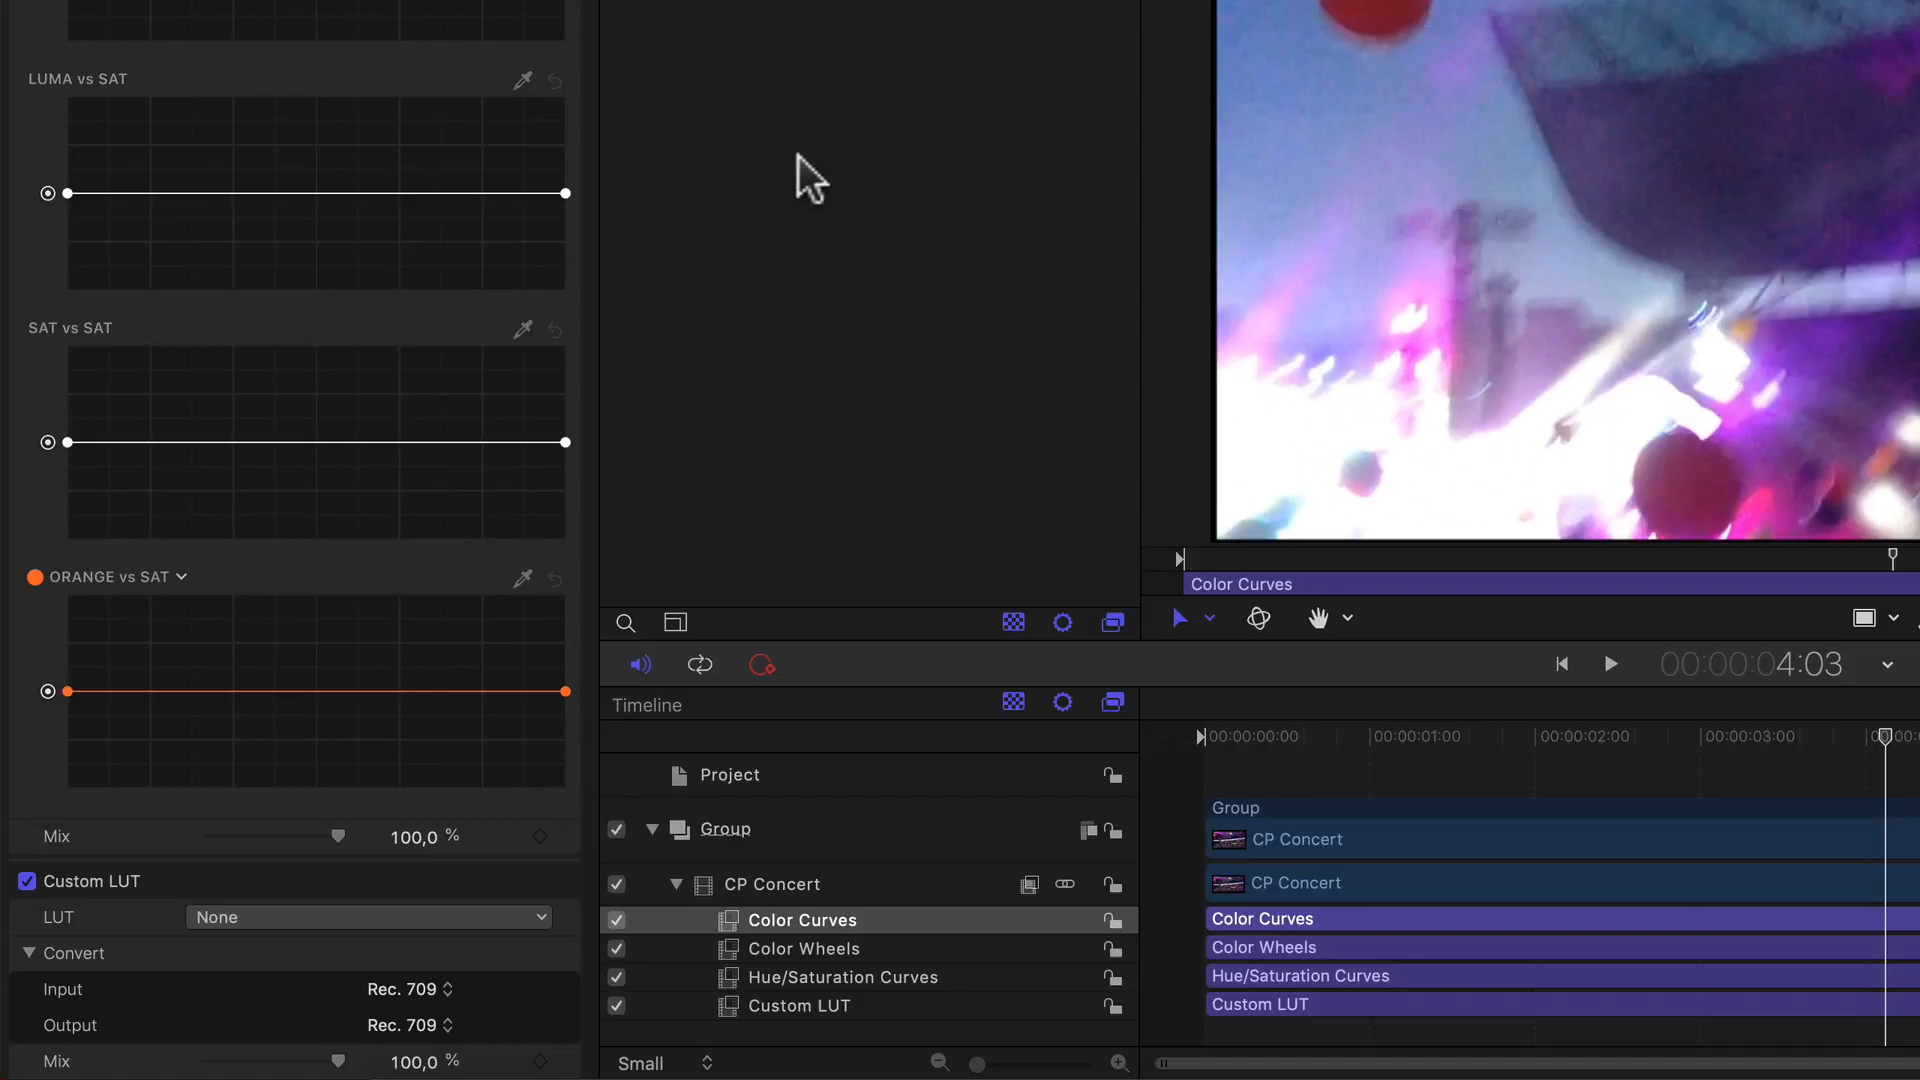 LUMA vs SAT
SAT vs SAT
ORANGE vs SAT
Mix 100,0 %
Custom LUT
LUT None
Convert
Input Rec. 709
Output Rec. 709
Mix 100,0 %
Color Curves
00:00:04:03
Timeline
00:00:00:00 00:00:01:00 00:00:02:00 00:00:03:00
Project
Group
CP Concert
Color Curves
Color Wheels
Hue/Saturation Curves
Custom LUT
Small
Group
CP Concert
CP Concert
Color Curves
Color Wheels
Hue/Saturation Curves
Custom LUT